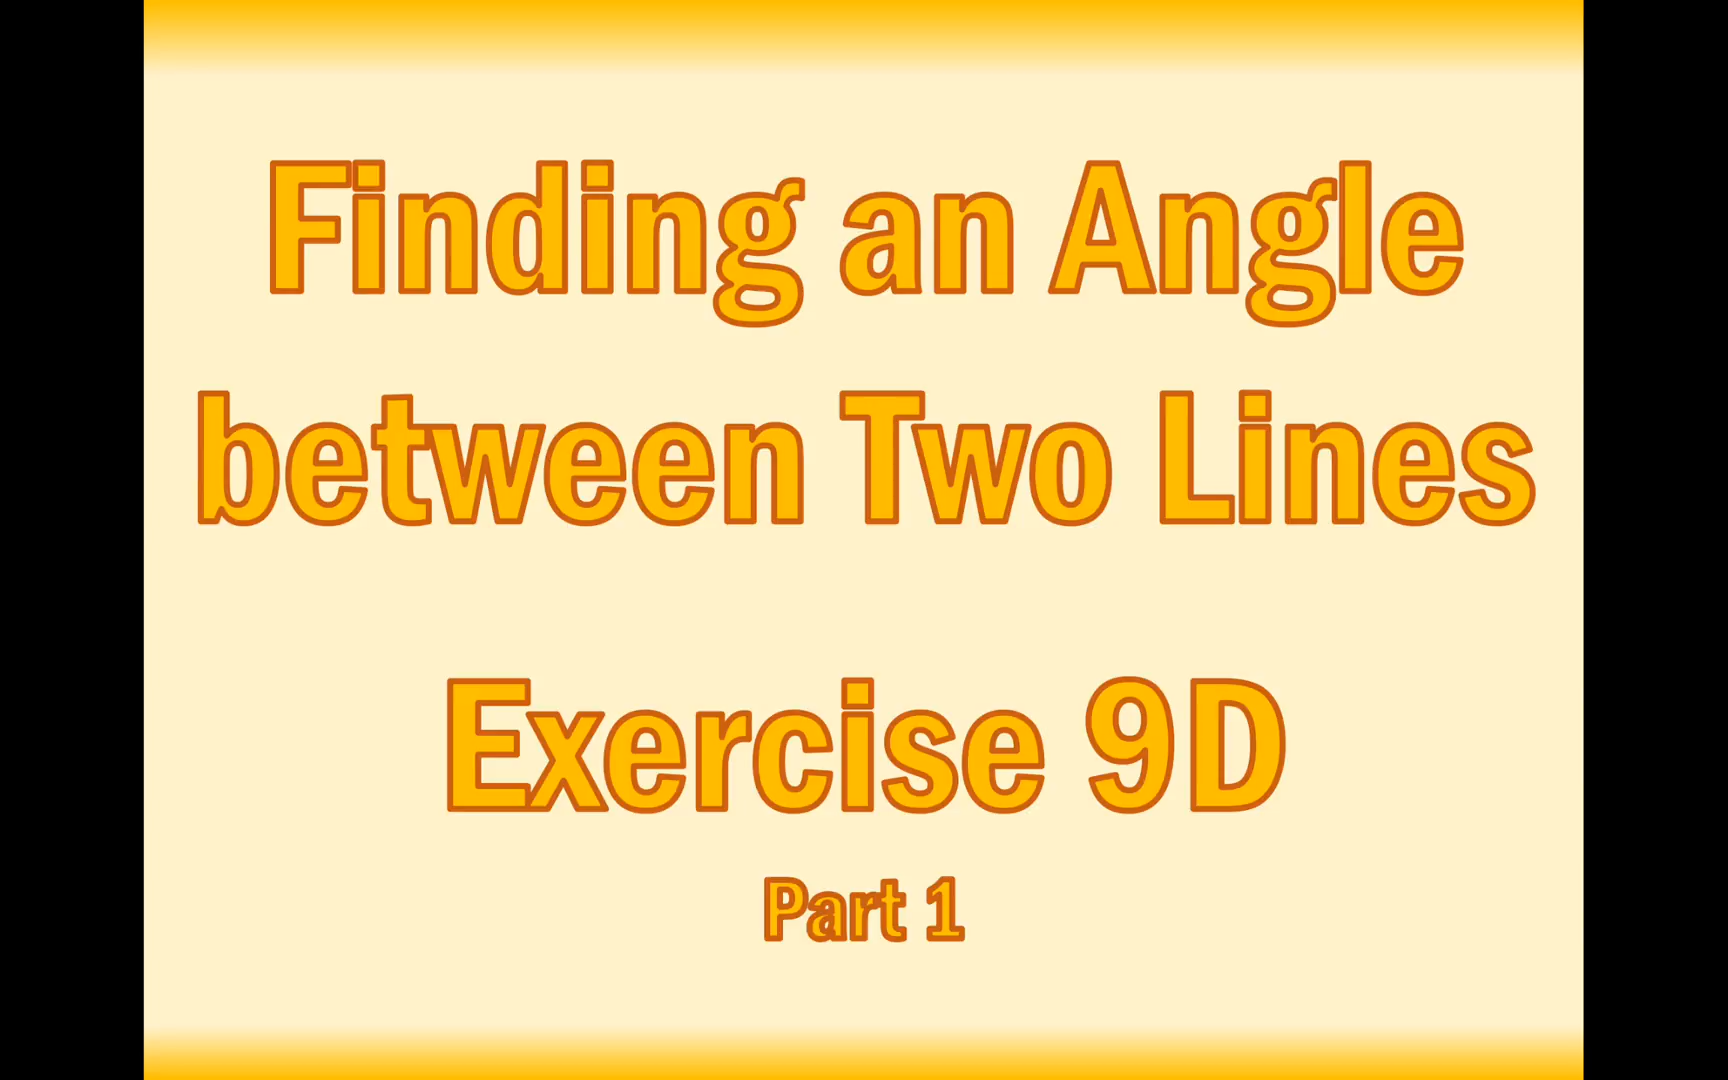 Finding an Angle
between Two Lines
Exercise 9D
Part 1